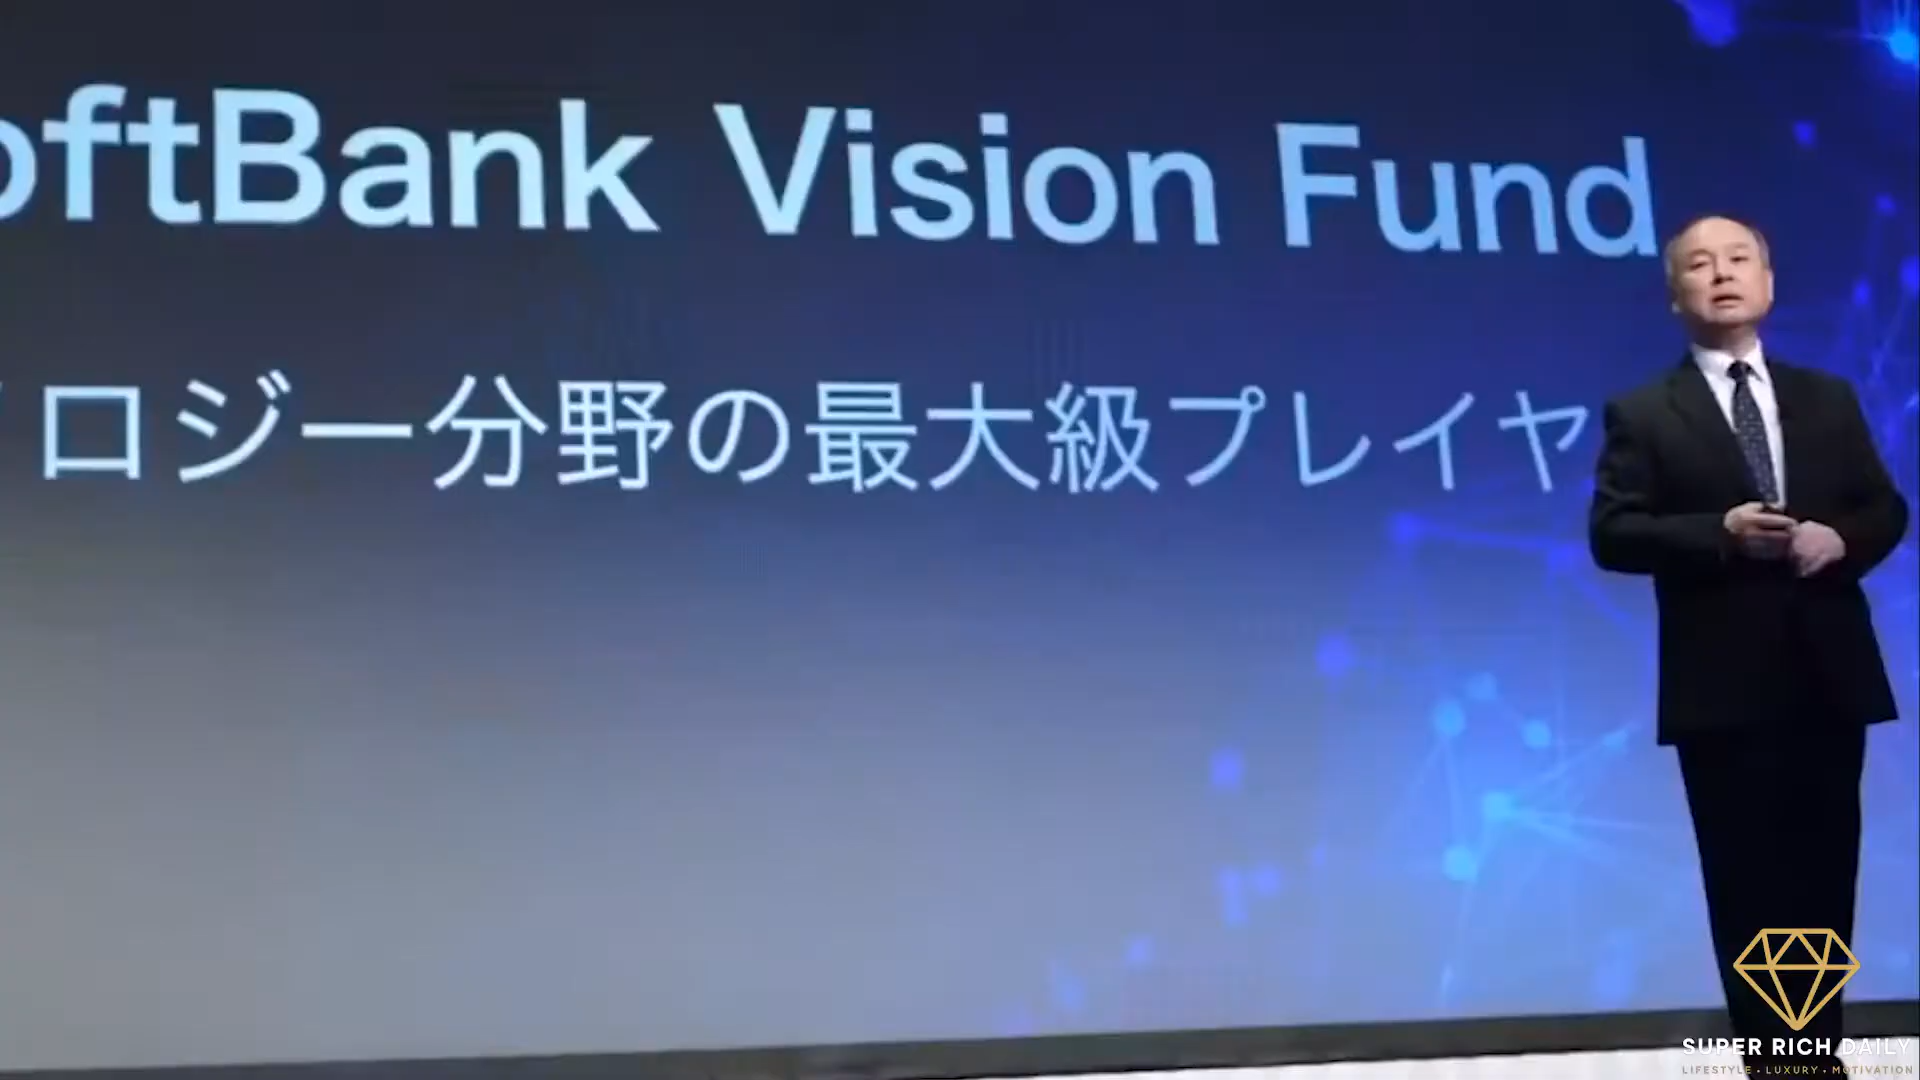 oftBank Vision Fund
ロジー分野の最大級プレイヤ
SUPER RICH DAILY
LIFESTYLE • LUXURY • MOTIVATION